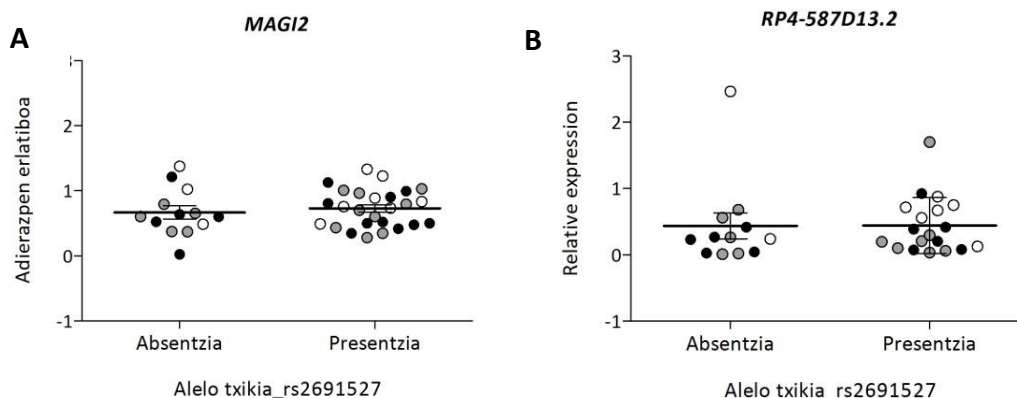 A
MAGI2
Adierazpen erlatiboa
2
1
0
-1
Absentzia Presentzia
Alelo txikia_rs2691527
B
RP4-587D13.2
Relative expression
3
2
1
0
-1
Absentzia Presentzia
Alelo txikia rs2691527